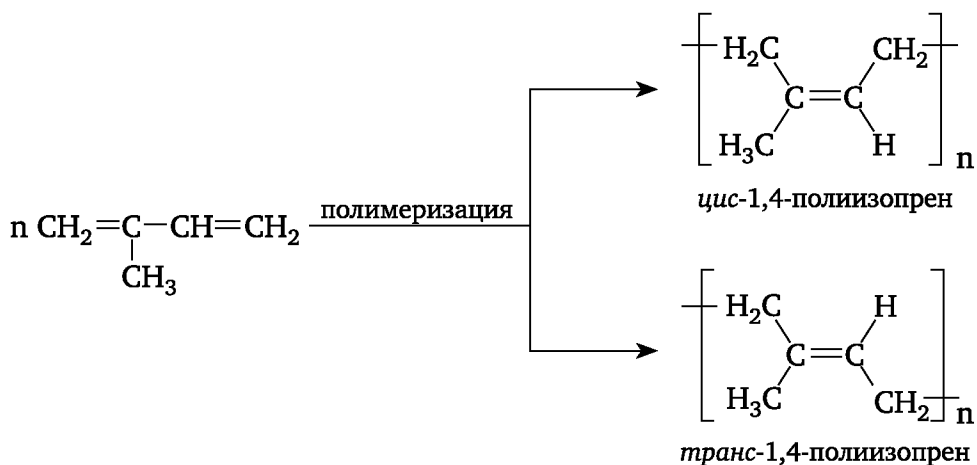 H₂C CH₂
C=C
H₃C H
n
цис-1,4-полиизопрен
n CH₂=C–CH=CH₂
CH₃
полимеризация
H₂C H
C=C
H₃C CH₂
n
транс-1,4-полиизопрен